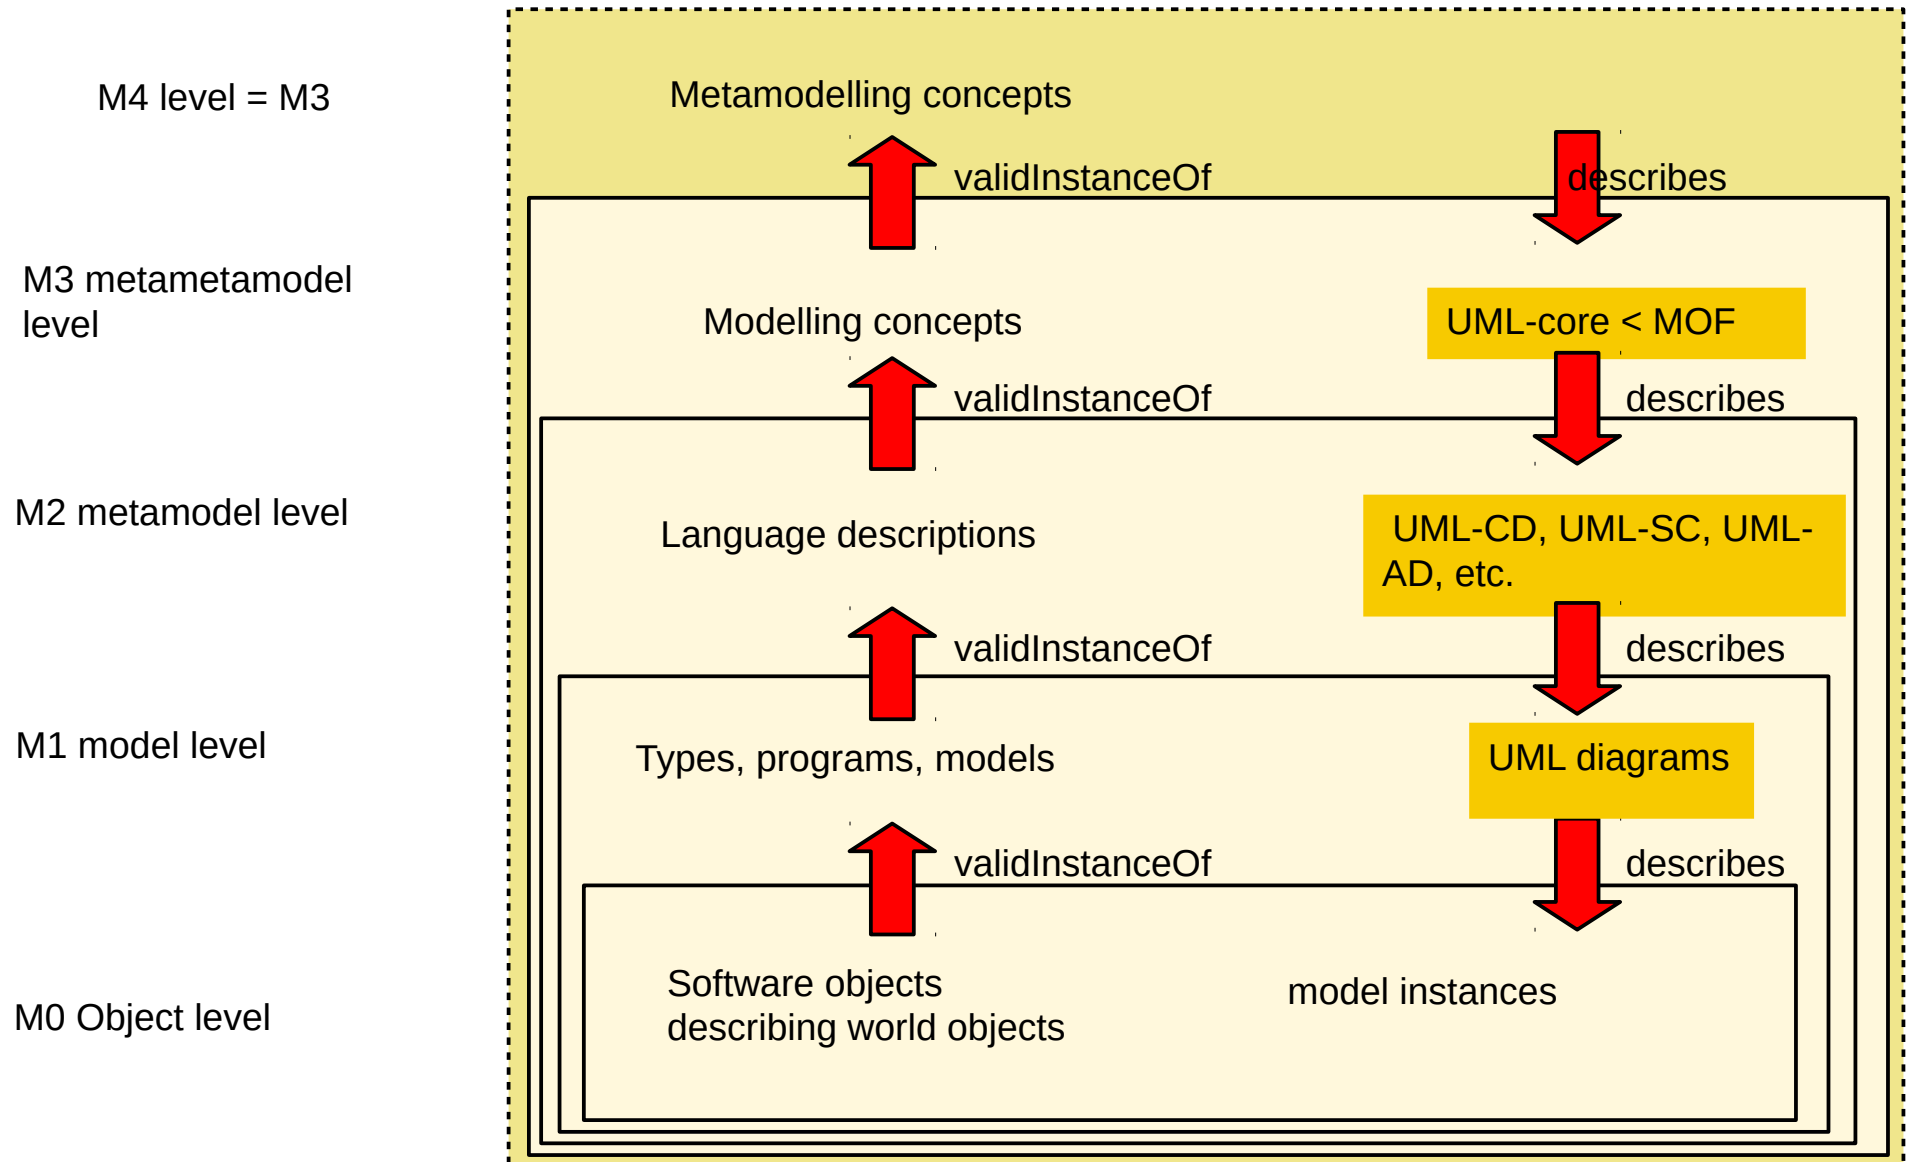 M4 level = M3
Metamodelling concepts
validInstanceOf
describes
M3 metametamodel
level
Modelling concepts
UML-core < MOF
validInstanceOf
describes
M2 metamodel level
Language descriptions
UML-CD, UML-SC, UML-
AD, etc.
validInstanceOf
describes
M1 model level
Types, programs, models
UML diagrams
validInstanceOf
describes
M0 Object level
Software objects
describing world objects
model instances